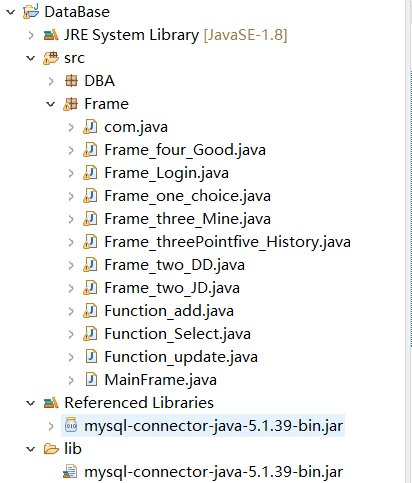 DataBase
JRE System Library [JavaSE-1.8]
src
DBA
Frame
com.java
Frame_four_Good.java
Frame_Login.java
Frame_one_choice.java
Frame_three_Mine.java
Frame_threePointfive_History.java
Frame_two_DD.java
Frame_two_JD.java
Function_add.java
Function_Select.java
Function_update.java
MainFrame.java
Referenced Libraries
mysql-connector-java-5.1.39-bin.jar
lib
mysql-connector-java-5.1.39-bin.jar